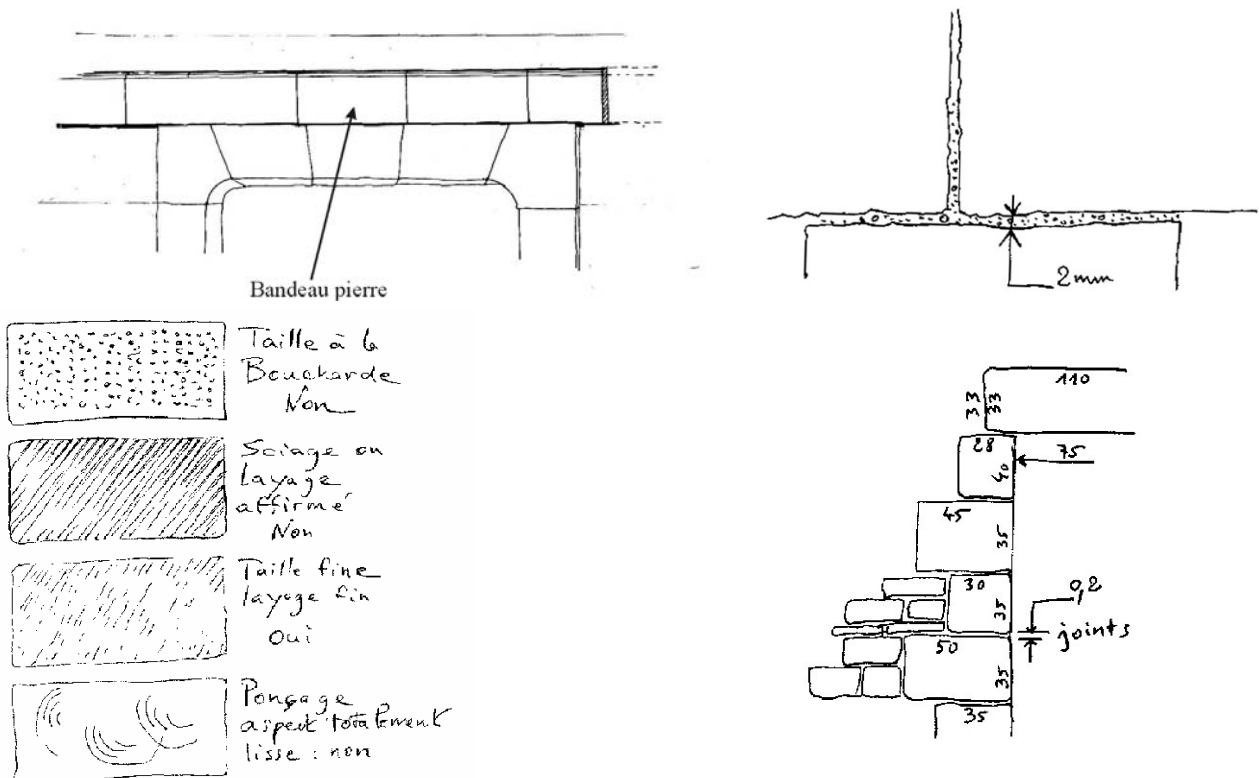 Bandeau pierre
2mm
Taille à la
Boucharde
Non
Sciage ou
layage
affirmé
Non
Taille fine
layage fin
oui
Ponçage
aspect totalement
lisse : non
110
33
33
28
75
40
45
35
30
35
0,2
joints
50
35
35